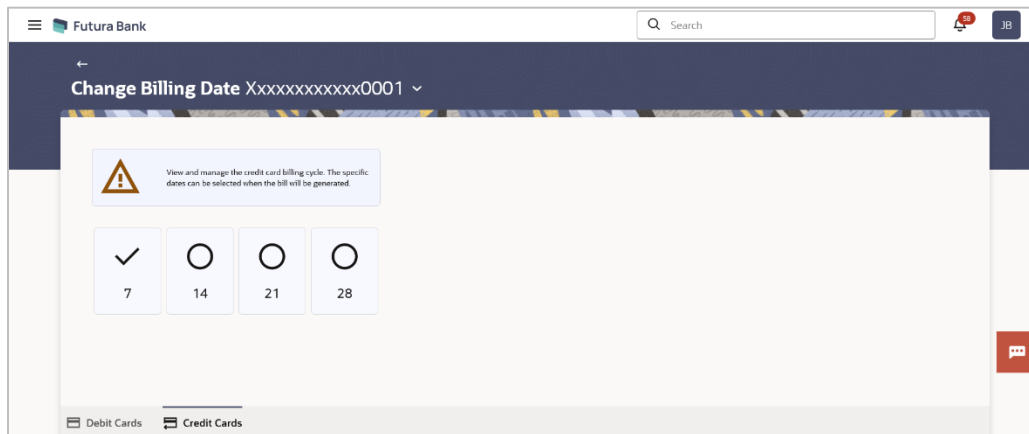 Futura Bank
Search
58
JB
Change Billing Date Xxxxxxxxxxxx0001
View and manage the credit card billing cycle. The specific
dates can be selected when the bill will be generated.
7 14 21 28
Debit Cards Credit Cards